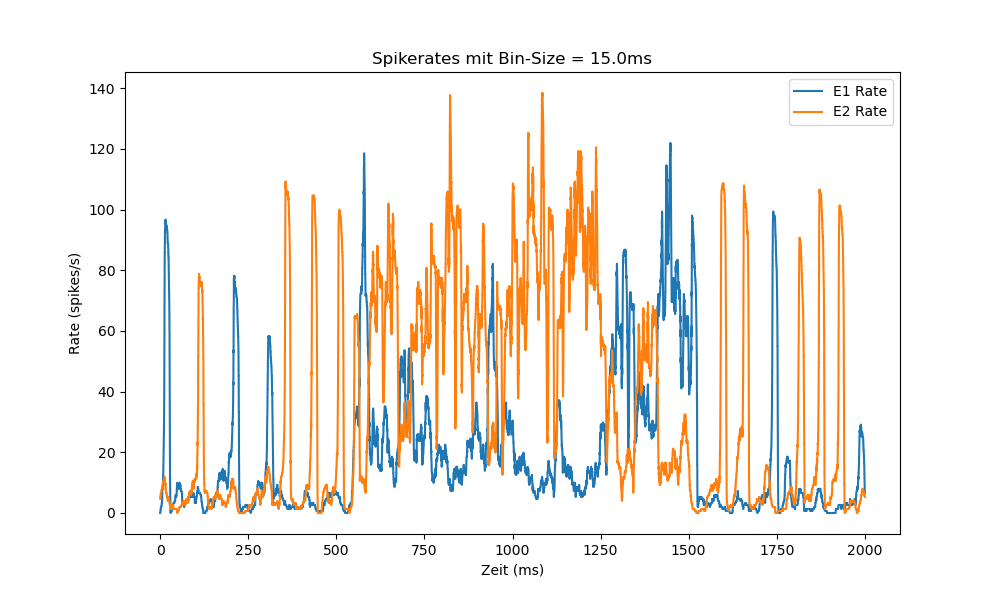 Spikerates mit Bin-Size = 15.0ms
E1 Rate
E2 Rate
Rate (spikes/s)
140
120
100
80
60
40
20
0
0 250 500 750 1000 1250 1500 1750 2000
Zeit (ms)